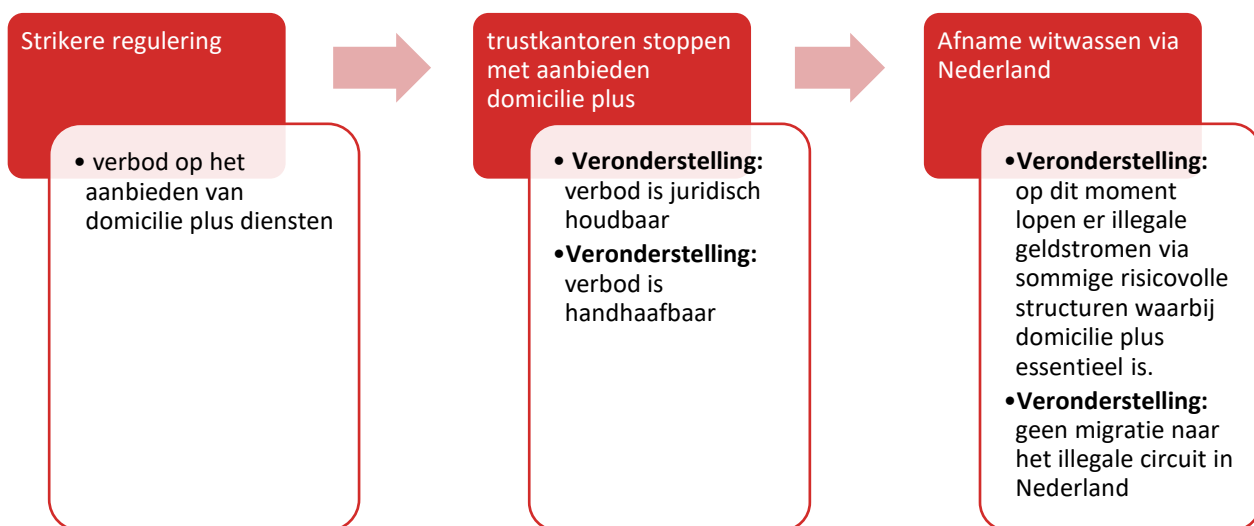 Strikere regulering
• verbod op het
aanbieden van
domicilie plus diensten
trustkantoren stoppen
met aanbieden
domicilie plus
• Veronderstelling:
verbod is juridisch
houdbaar
•Veronderstelling:
verbod is
handhaafbaar
Afname witwassen via
Nederland
•Veronderstelling:
op dit moment
lopen er illegale
geldstromen via
sommige risicovolle
structuren waarbij
domicilie plus
essentieel is.
•Veronderstelling:
geen migratie naar
het illegale circuit in
Nederland